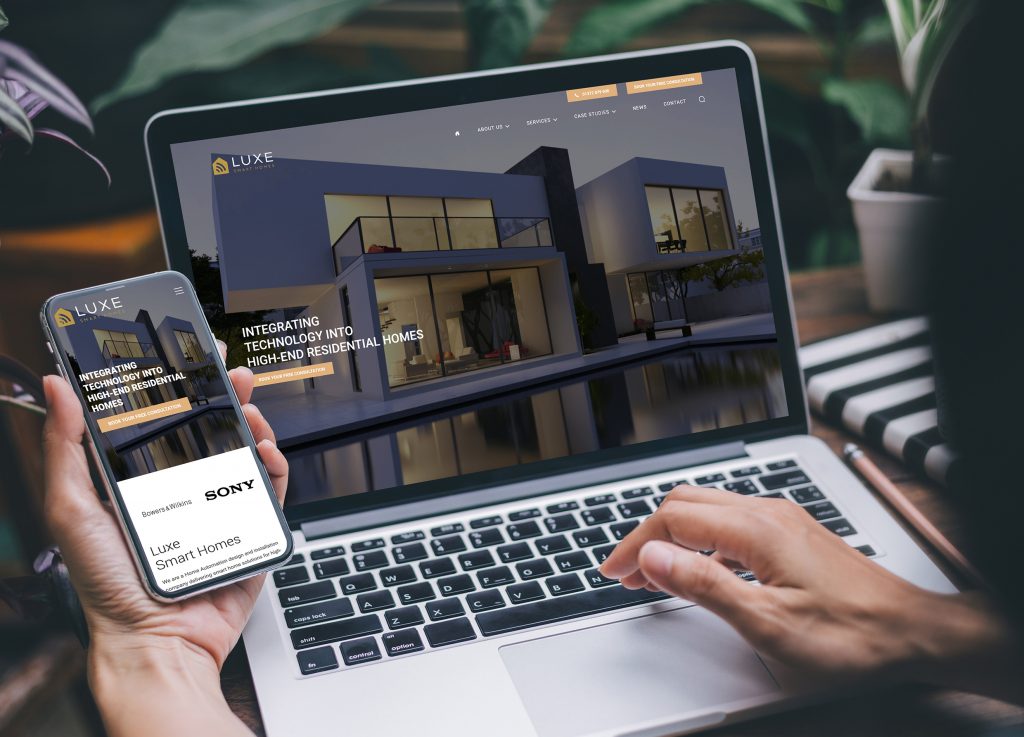 BOOK YOUR FREE CONSULTATION
ABOUT US
SERVICES
CASE STUDIES
NEWS
CONTACT
LUXE
SMART HOMES
INTEGRATING
TECHNOLOGY INTO
HIGH-END RESIDENTIAL HOMES
BOOK YOUR FREE CONSULTATION
LUXE
SMART HOMES
INTEGRATING
TECHNOLOGY INTO
HIGH-END RESIDENTIAL
HOMES
BOOK YOUR FREE CONSULTATION
Bowers & Wilkins
SONY
Luxe
Smart Homes
We are a Home Automation design and installation
company delivering smart home solutions for high-
tab
caps lock
shift
fn
control
option
Q
W
E
R
T
Y
A
S
D
F
G
H
Z
X
C
V
B